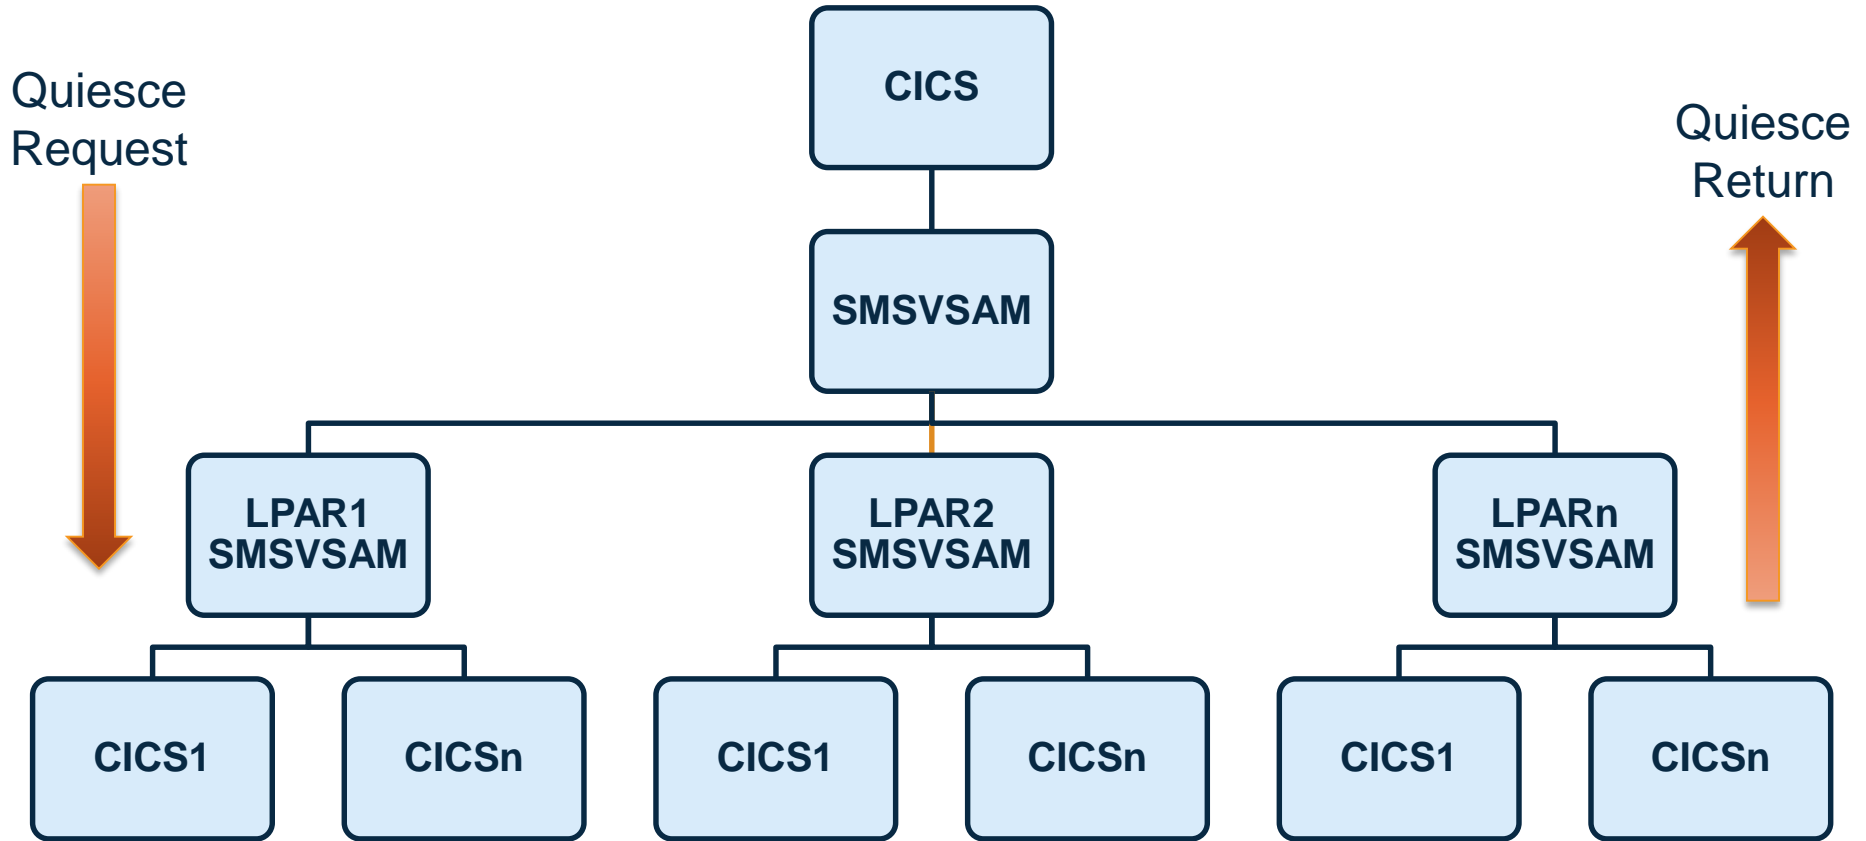 CICS
Quiesce
Request
Quiesce
Return
SMSVSAM
LPAR1
SMSVSAM
LPAR2
SMSVSAM
LPARn
SMSVSAM
CICS1
CICSn
CICS1
CICSn
CICS1
CICSn